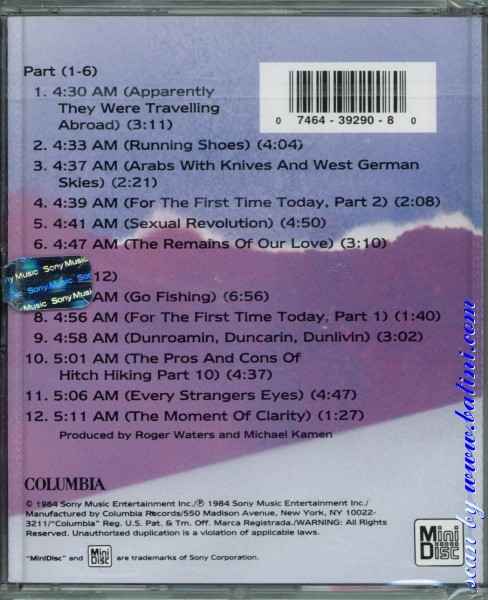 Part (1-6)
1. 4:30 AM (Apparently
They Were Travelling
Abroad) (3:11)
2. 4:33 AM (Running Shoes) (4:04)
3. 4:37 AM (Arabs With Knives And West German
Skies) (2:21)
4. 4:39 AM (For The First Time Today, Part 2) (2:08)
5. 4:41 AM (Sexual Revolution) (4:50)
6. 4:47 AM (The Remains Of Our Love) (3:10)
12)
AM (Go Fishing) (6:56)
8. 4:56 AM (For The First Time Today, Part 1) (1:40)
9. 4:58 AM (Dunroamin, Duncarin, Dunlivin) (3:02)
10. 5:01 AM (The Pros And Cons Of
Hitch Hiking Part 10) (4:37)
11. 5:06 AM (Every Strangers Eyes) (4:47)
12. 5:11 AM (The Moment Of Clarity) (1:27)
Produced by Roger Waters and Michael Kamen
0 7464-39290-8 0
Sony Music
Sony Music
Sony Music
COLUMBIA
© 1984 Sony Music Entertainment Inc./℗ 1984 Sony Music Entertainment Inc./
Manufactured by Columbia Records/550 Madison Avenue, New York, NY 10022-
3211/"Columbia" Reg. U.S. Pat. & Tm. Off. Marca Registrada./WARNING: All Rights
Reserved. Unauthorized duplication is a violation of applicable laws.
"MiniDisc" and Mini Disc are trademarks of Sony Corporation.
Mini
Disc
scan by www.batini.com